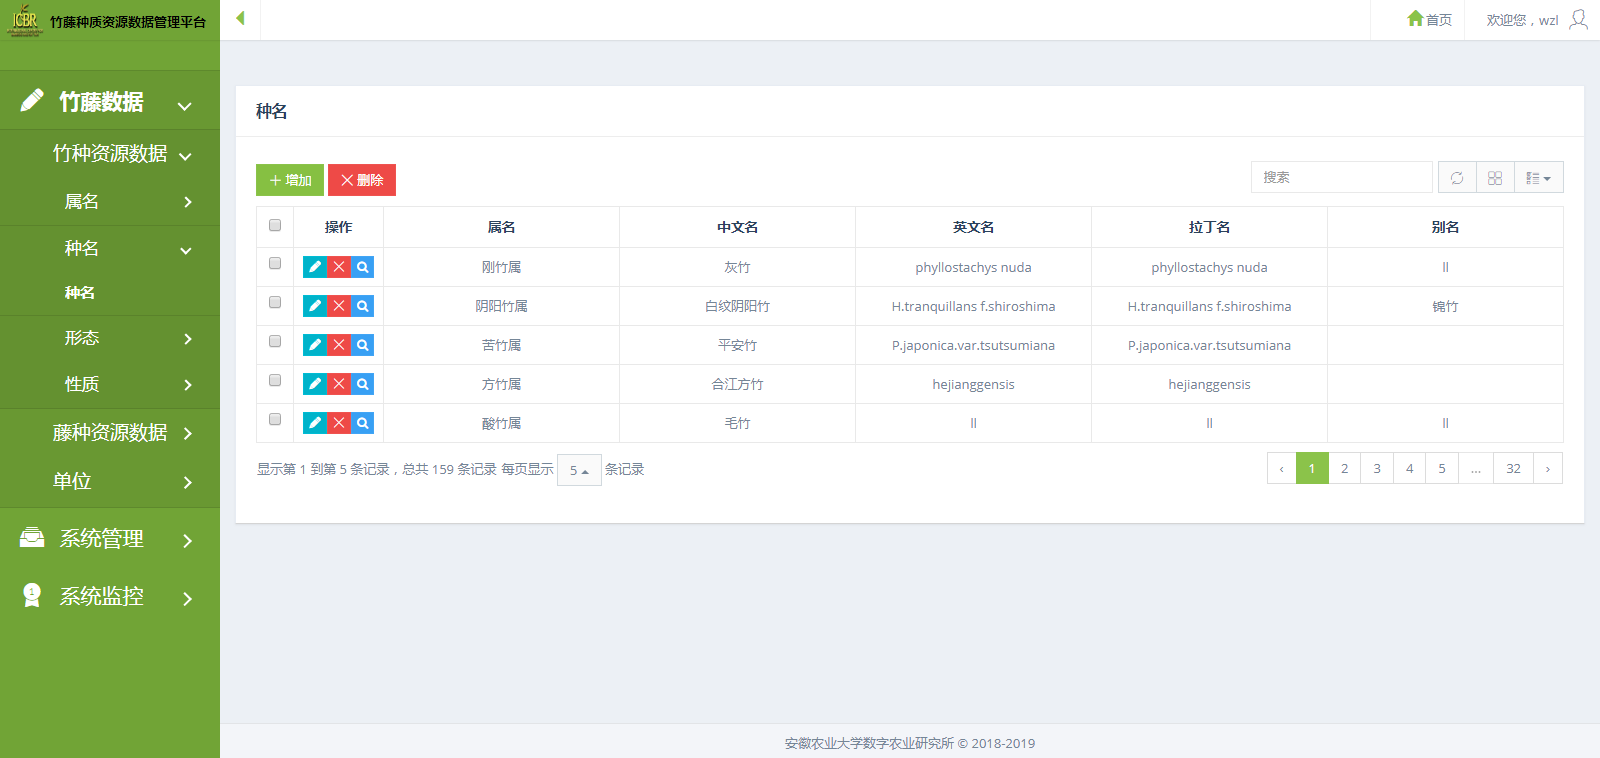 ICBR 竹藤种质资源数据管理平台
首页
欢迎您，wzl
竹藤数据
竹种资源数据
属名
种名
种名
形态
性质
藤种资源数据
单位
系统管理
系统监控
种名
增加 删除
搜索
操作 属名 中文名 英文名 拉丁名 别名
刚竹属 灰竹 phyllostachys nuda phyllostachys nuda ll
阴阳竹属 白纹阴阳竹 H.tranquillans f.shiroshima H.tranquillans f.shiroshima 锦竹
苦竹属 平安竹 P.japonica.var.tsutsumiana P.japonica.var.tsutsumiana
方竹属 合江方竹 hejianggensis hejianggensis
酸竹属 毛竹 ll ll ll
显示第 1 到第 5 条记录，总共 159 条记录 每页显示 5 条记录
‹ 1 2 3 4 5 ... 32 ›
安徽农业大学数字农业研究所 © 2018-2019